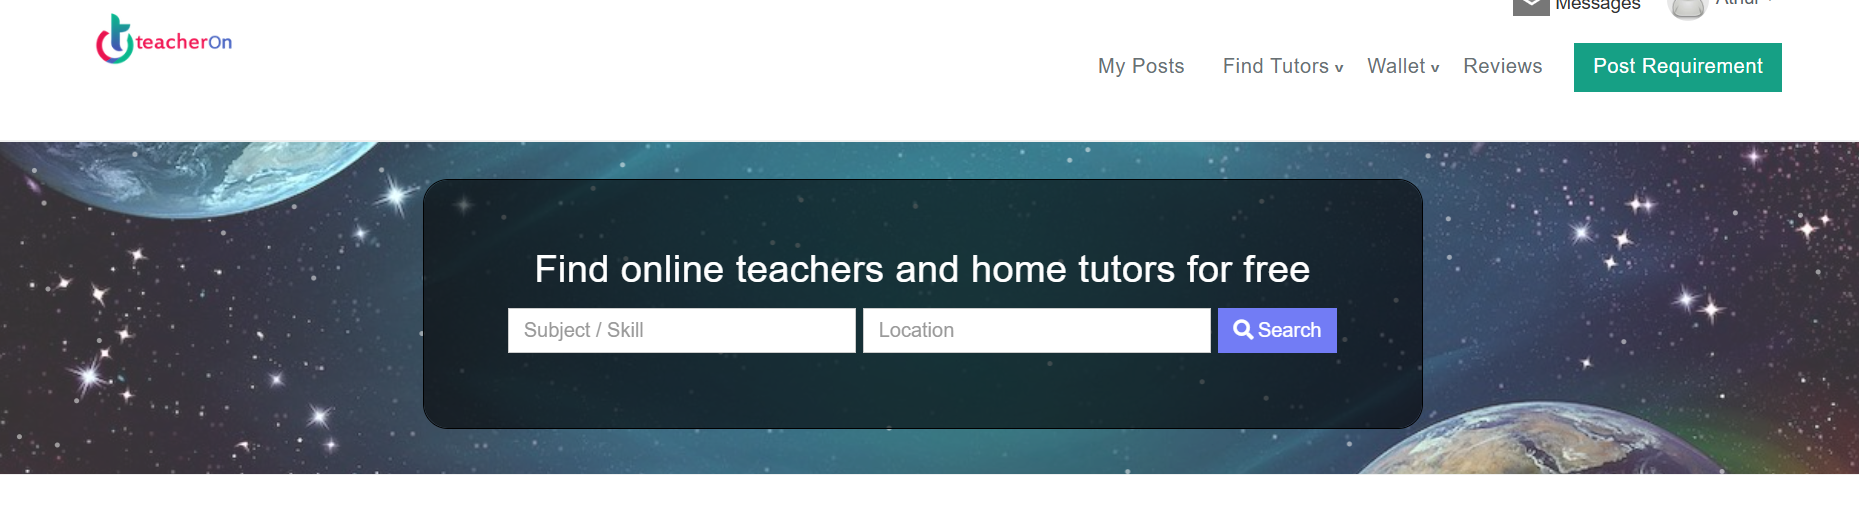 Messages
teacherOn
My Posts Find Tutors v Wallet v Reviews Post Requirement
Find online teachers and home tutors for free
Subject / Skill Location Search